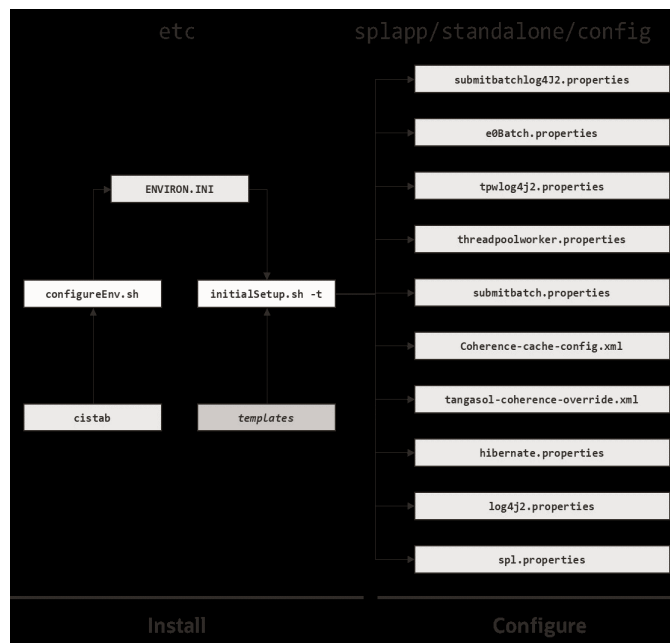 etc
splapp/standalone/config
submitbatchlog4J2.properties
e0Batch.properties
ENVIRON.INI
tpwlog4j2.properties
threadpoolworker.properties
configureEnv.sh
initialSetup.sh -t
submitbatch.properties
Coherence-cache-config.xml
cistab
templates
tangasol-coherence-override.xml
hibernate.properties
log4j2.properties
spl.properties
Install
Configure